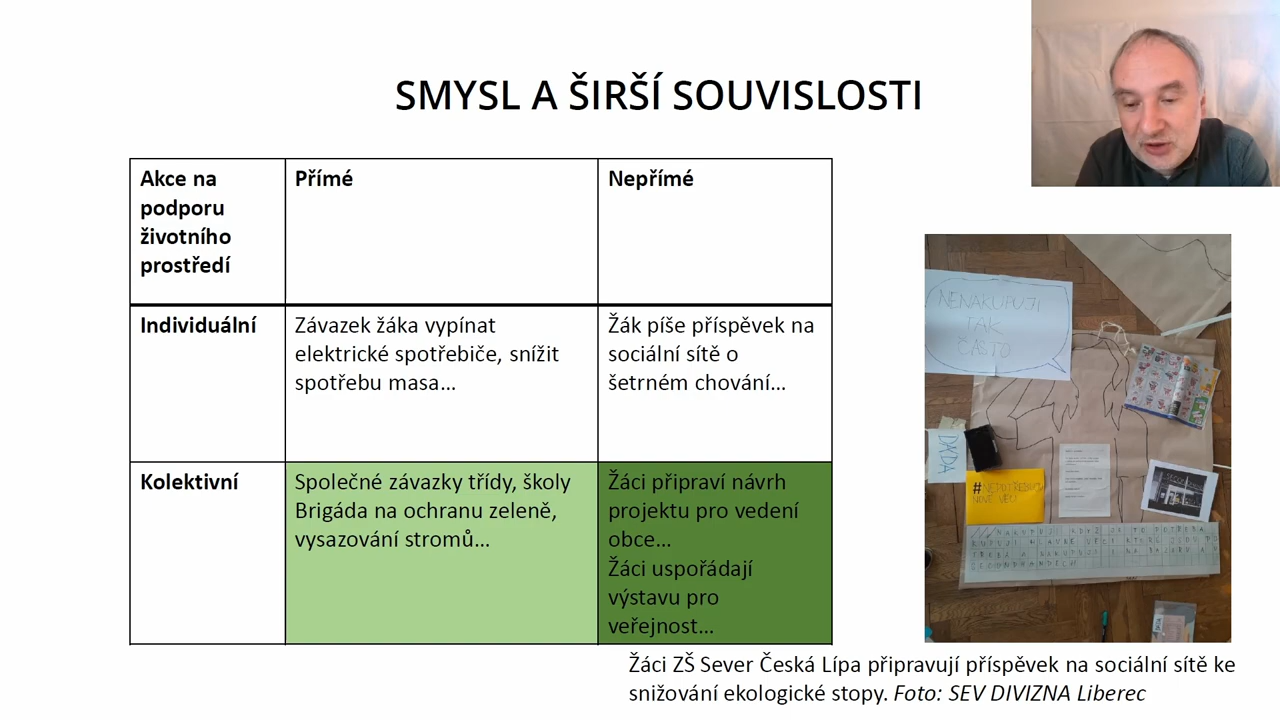 SMYSL A ŠIRŠÍ SOUVISLOSTI
Akce na
podporu
životního
prostředí
Přímé
Nepřímé
Individuální
Závazek žáka vypínat
elektrické spotřebiče, snížit
spotřebu masa…
Žák píše příspěvek na
sociální sítě o
šetrném chování…
Kolektivní
Společné závazky třídy, školy
Brigáda na ochranu zeleně,
vysazování stromů…
Žáci připraví návrh
projektu pro vedení
obce…
Žáci uspořádají
výstavu pro
veřejnost…
NENAKUPUJI
TAK
ČASTO
Žáci ZŠ Sever Česká Lípa připravují příspěvek na sociální sítě ke
snižování ekologické stopy. Foto: SEV DIVIZNA Liberec